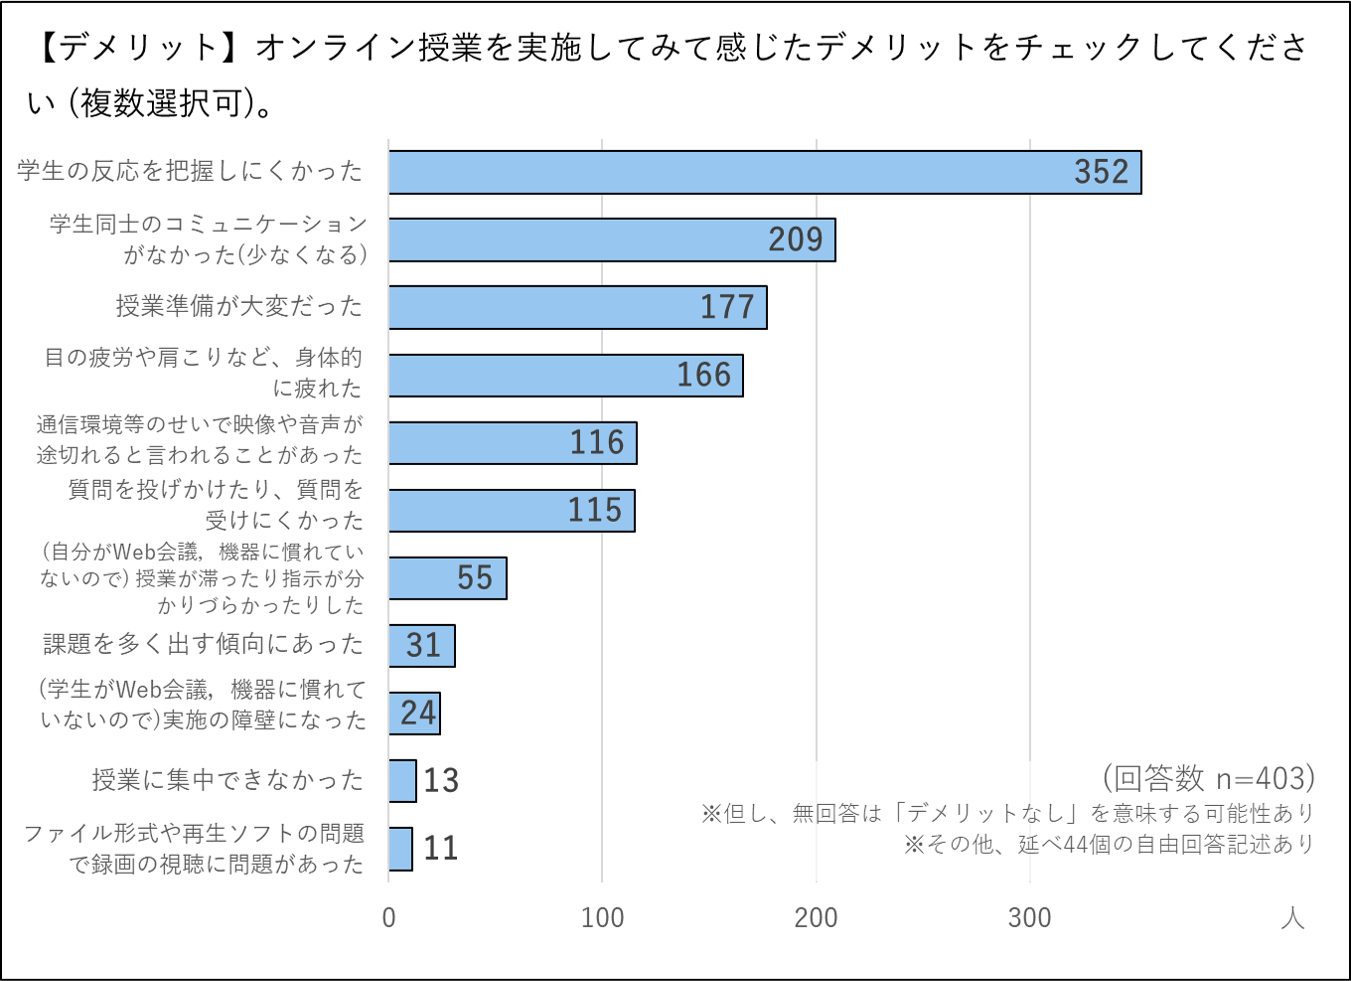 【デメリット】オンライン授業を実施してみて感じたデメリットをチェックしてくださ
い (複数選択可)。
学生の反応を把握しにくかった
352
学生同士のコミュニケーション
がなかった(少なくなる)
209
授業準備が大変だった
177
目の疲労や肩こりなど、身体的
に疲れた
166
通信環境等のせいで映像や音声が
途切れると言われることがあった
116
質問を投げかけたり、質問を
受けにくかった
115
(自分がWeb会議，機器に慣れてい
ないので) 授業が滞ったり指示が分
かりづらかったりした
55
課題を多く出す傾向にあった
31
(学生がWeb会議，機器に慣れて
いないので)実施の障壁になった
24
授業に集中できなかった
13
ファイル形式や再生ソフトの問題
で録画の視聴に問題があった
11
(回答数 n=403)
※但し、無回答は「デメリットなし」を意味する可能性あり
※その他、延べ44個の自由回答記述あり
0 100 200 300 人